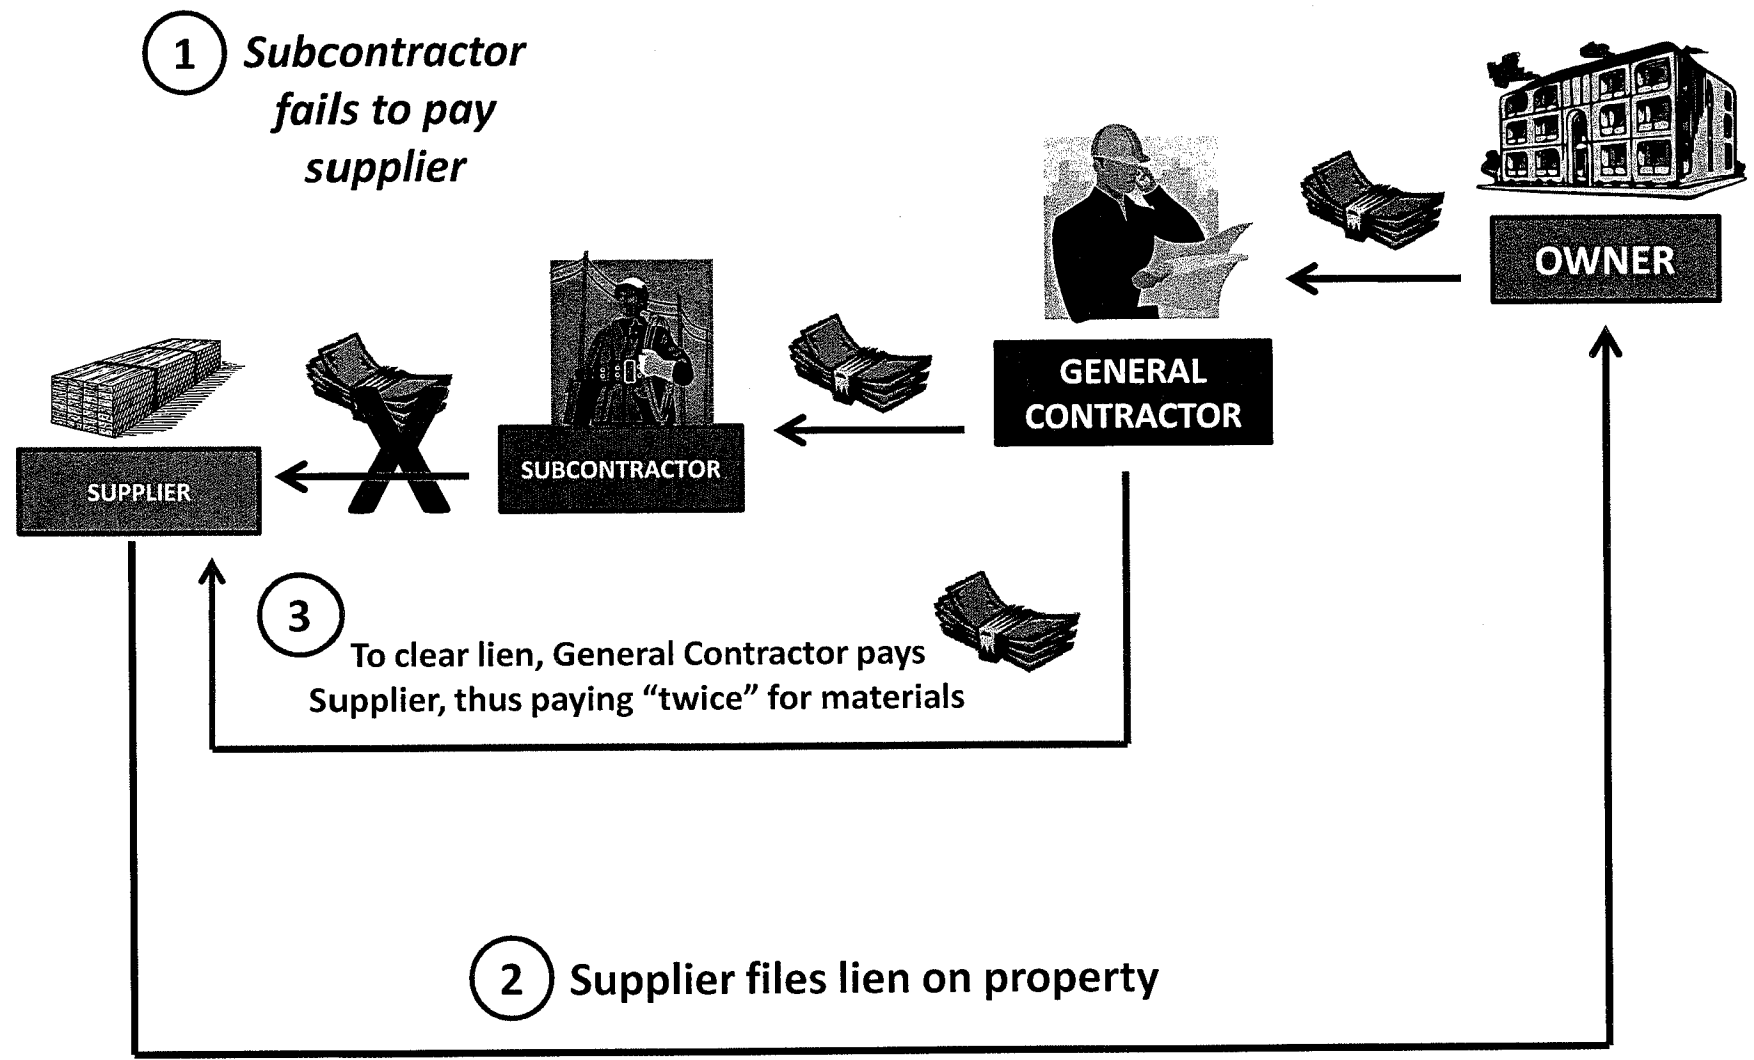 1
Subcontractor
fails to pay
supplier
OWNER
GENERAL
CONTRACTOR
SUBCONTRACTOR
SUPPLIER
3
To clear lien, General Contractor pays
Supplier, thus paying “twice” for materials
2
Supplier files lien on property